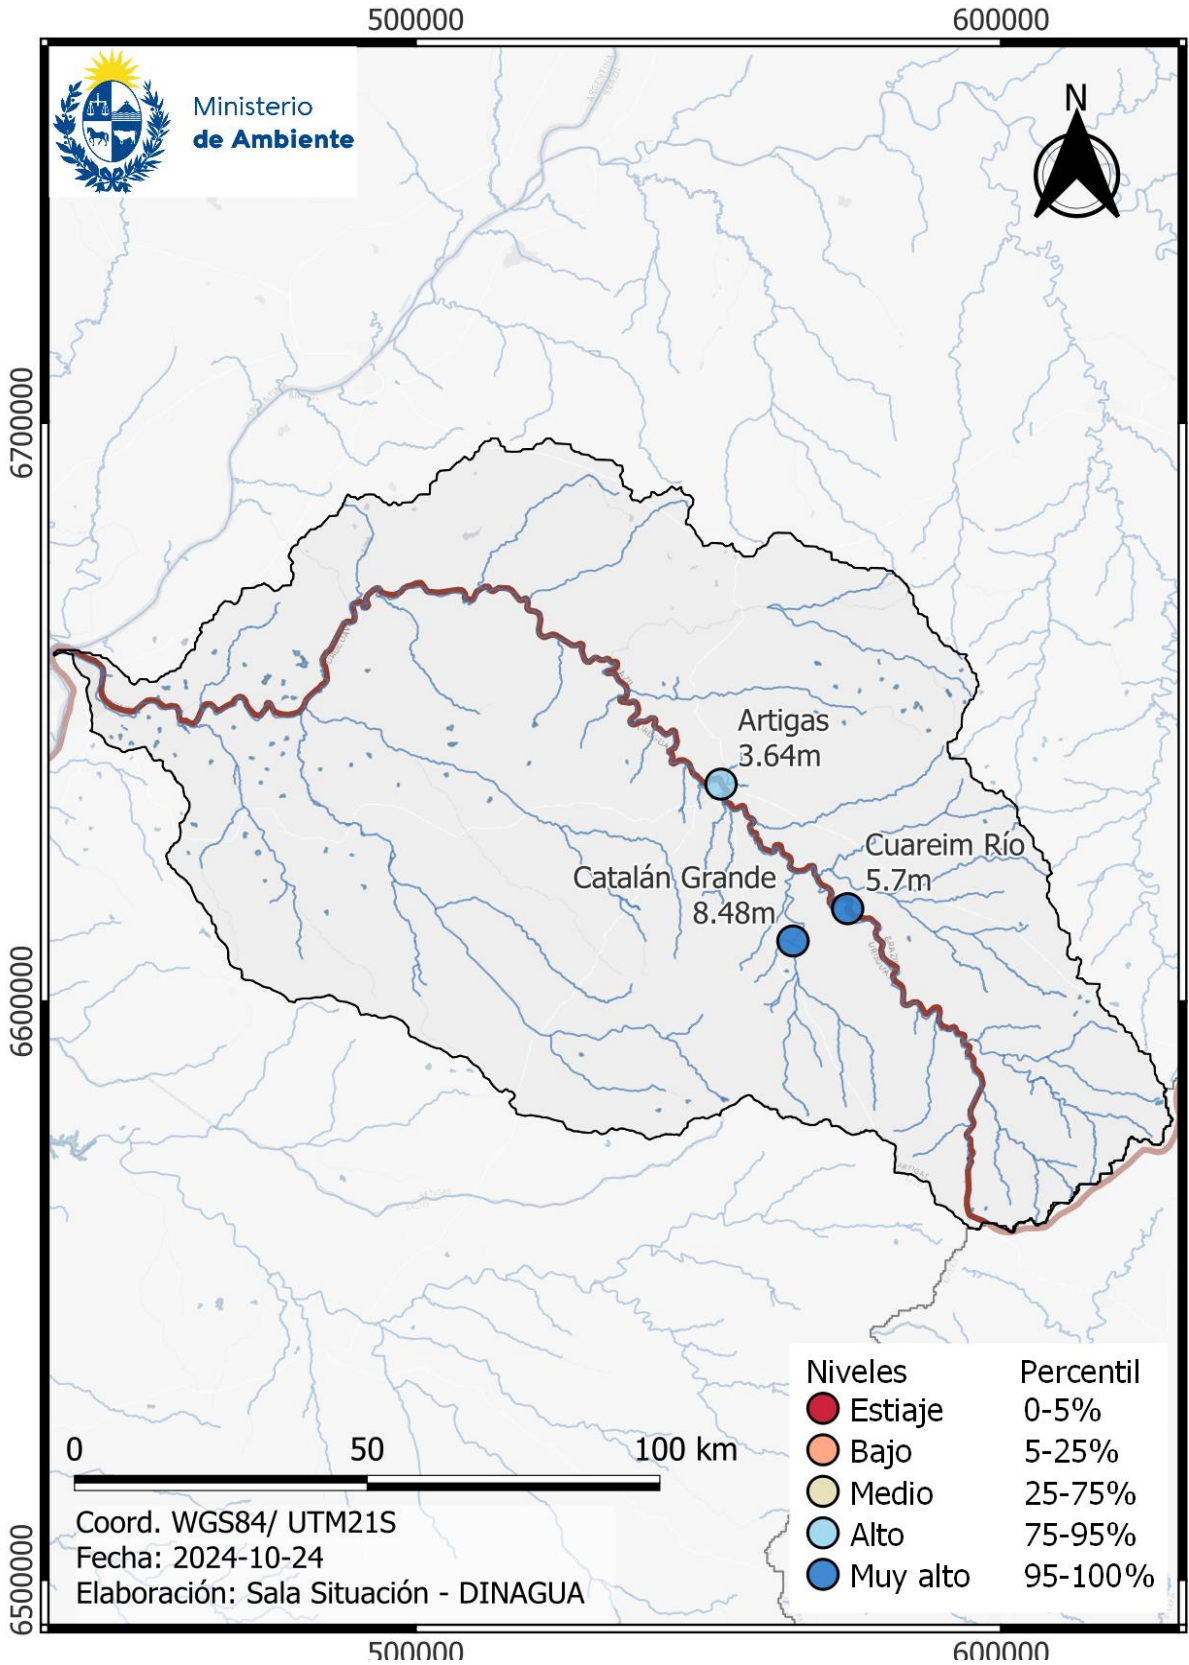 500000
600000
Ministerio
de Ambiente
N
6700000
Artigas
3.64m
Cuareim Río
5.7m
Catalán Grande
8.48m
6600000
Niveles Percentil
Estiaje 0-5%
Bajo 5-25%
Medio 25-75%
Alto 75-95%
Muy alto 95-100%
0 50 100 km
Coord. WGS84/ UTM21S
Fecha: 2024-10-24
Elaboración: Sala Situación - DINAGUA
6500000
500000
600000